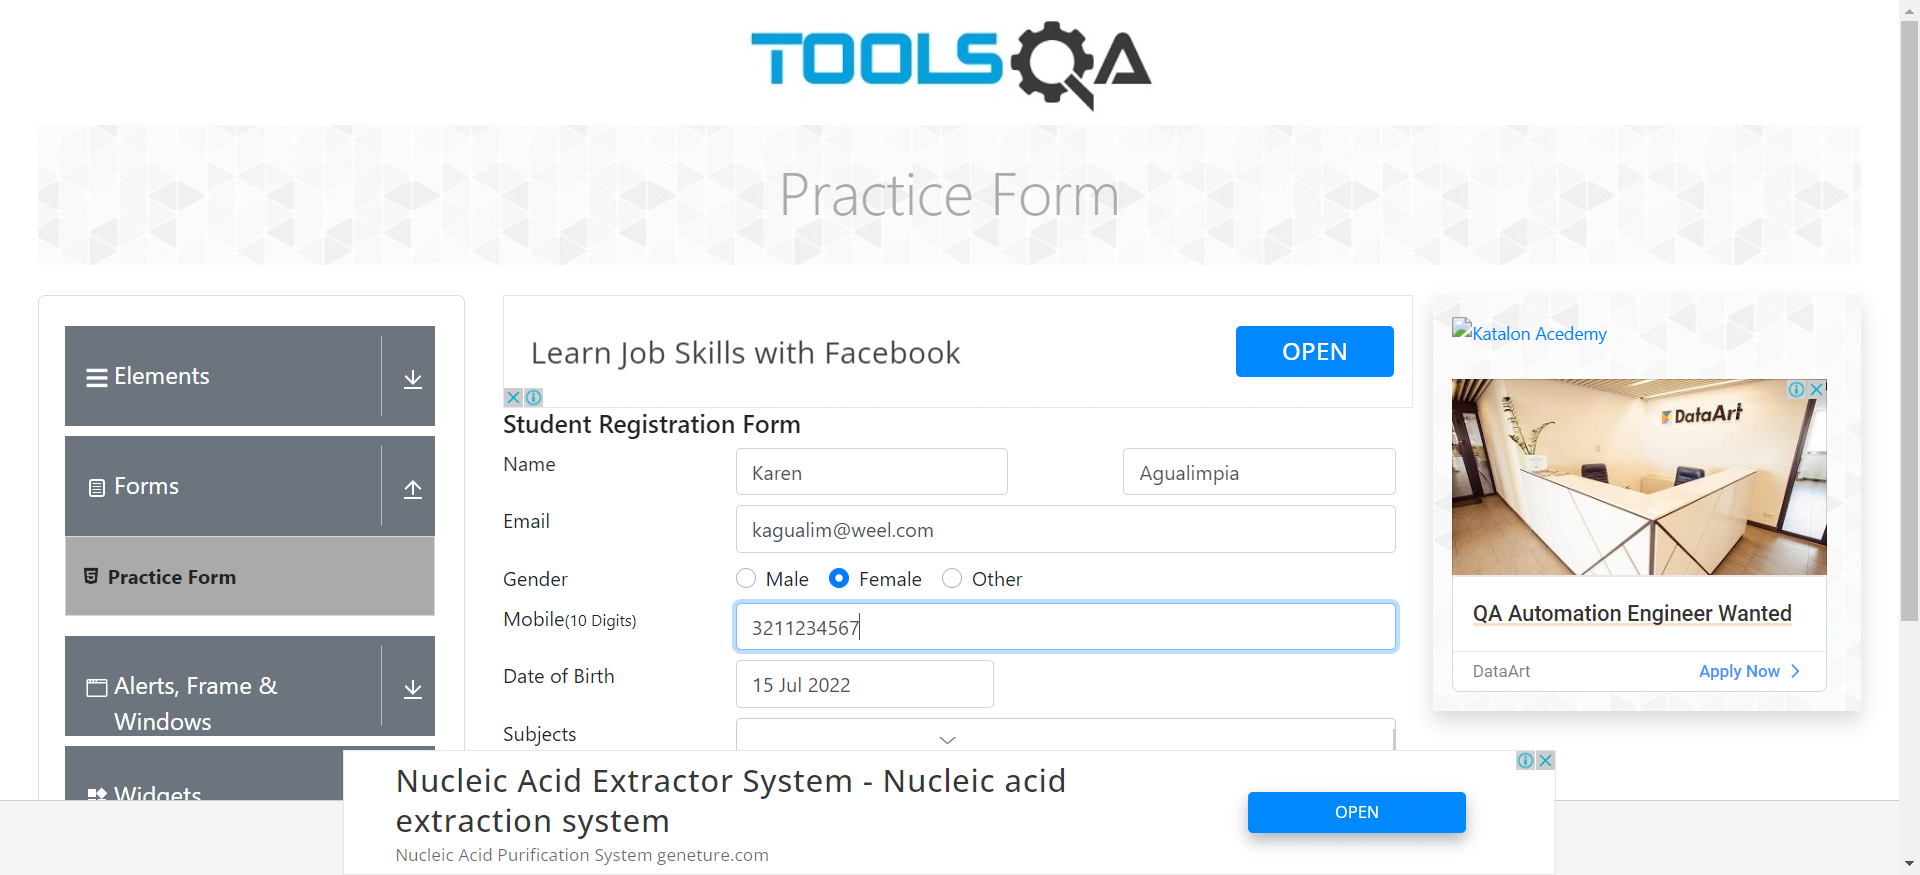 TOOLSQA
Practice Form
Elements
Forms
Practice Form
Alerts, Frame &
Windows
Widgets
Learn Job Skills with Facebook
OPEN
Student Registration Form
Name
Karen
Agualimpia
Email
kagualim@weel.com
Gender
Male
Female
Other
Mobile(10 Digits)
3211234567
Date of Birth
15 Jul 2022
Subjects
Katalon Acedemy
DataArt
QA Automation Engineer Wanted
DataArt
Apply Now
Nucleic Acid Extractor System - Nucleic acid
extraction system
Nucleic Acid Purification System geneture.com
OPEN